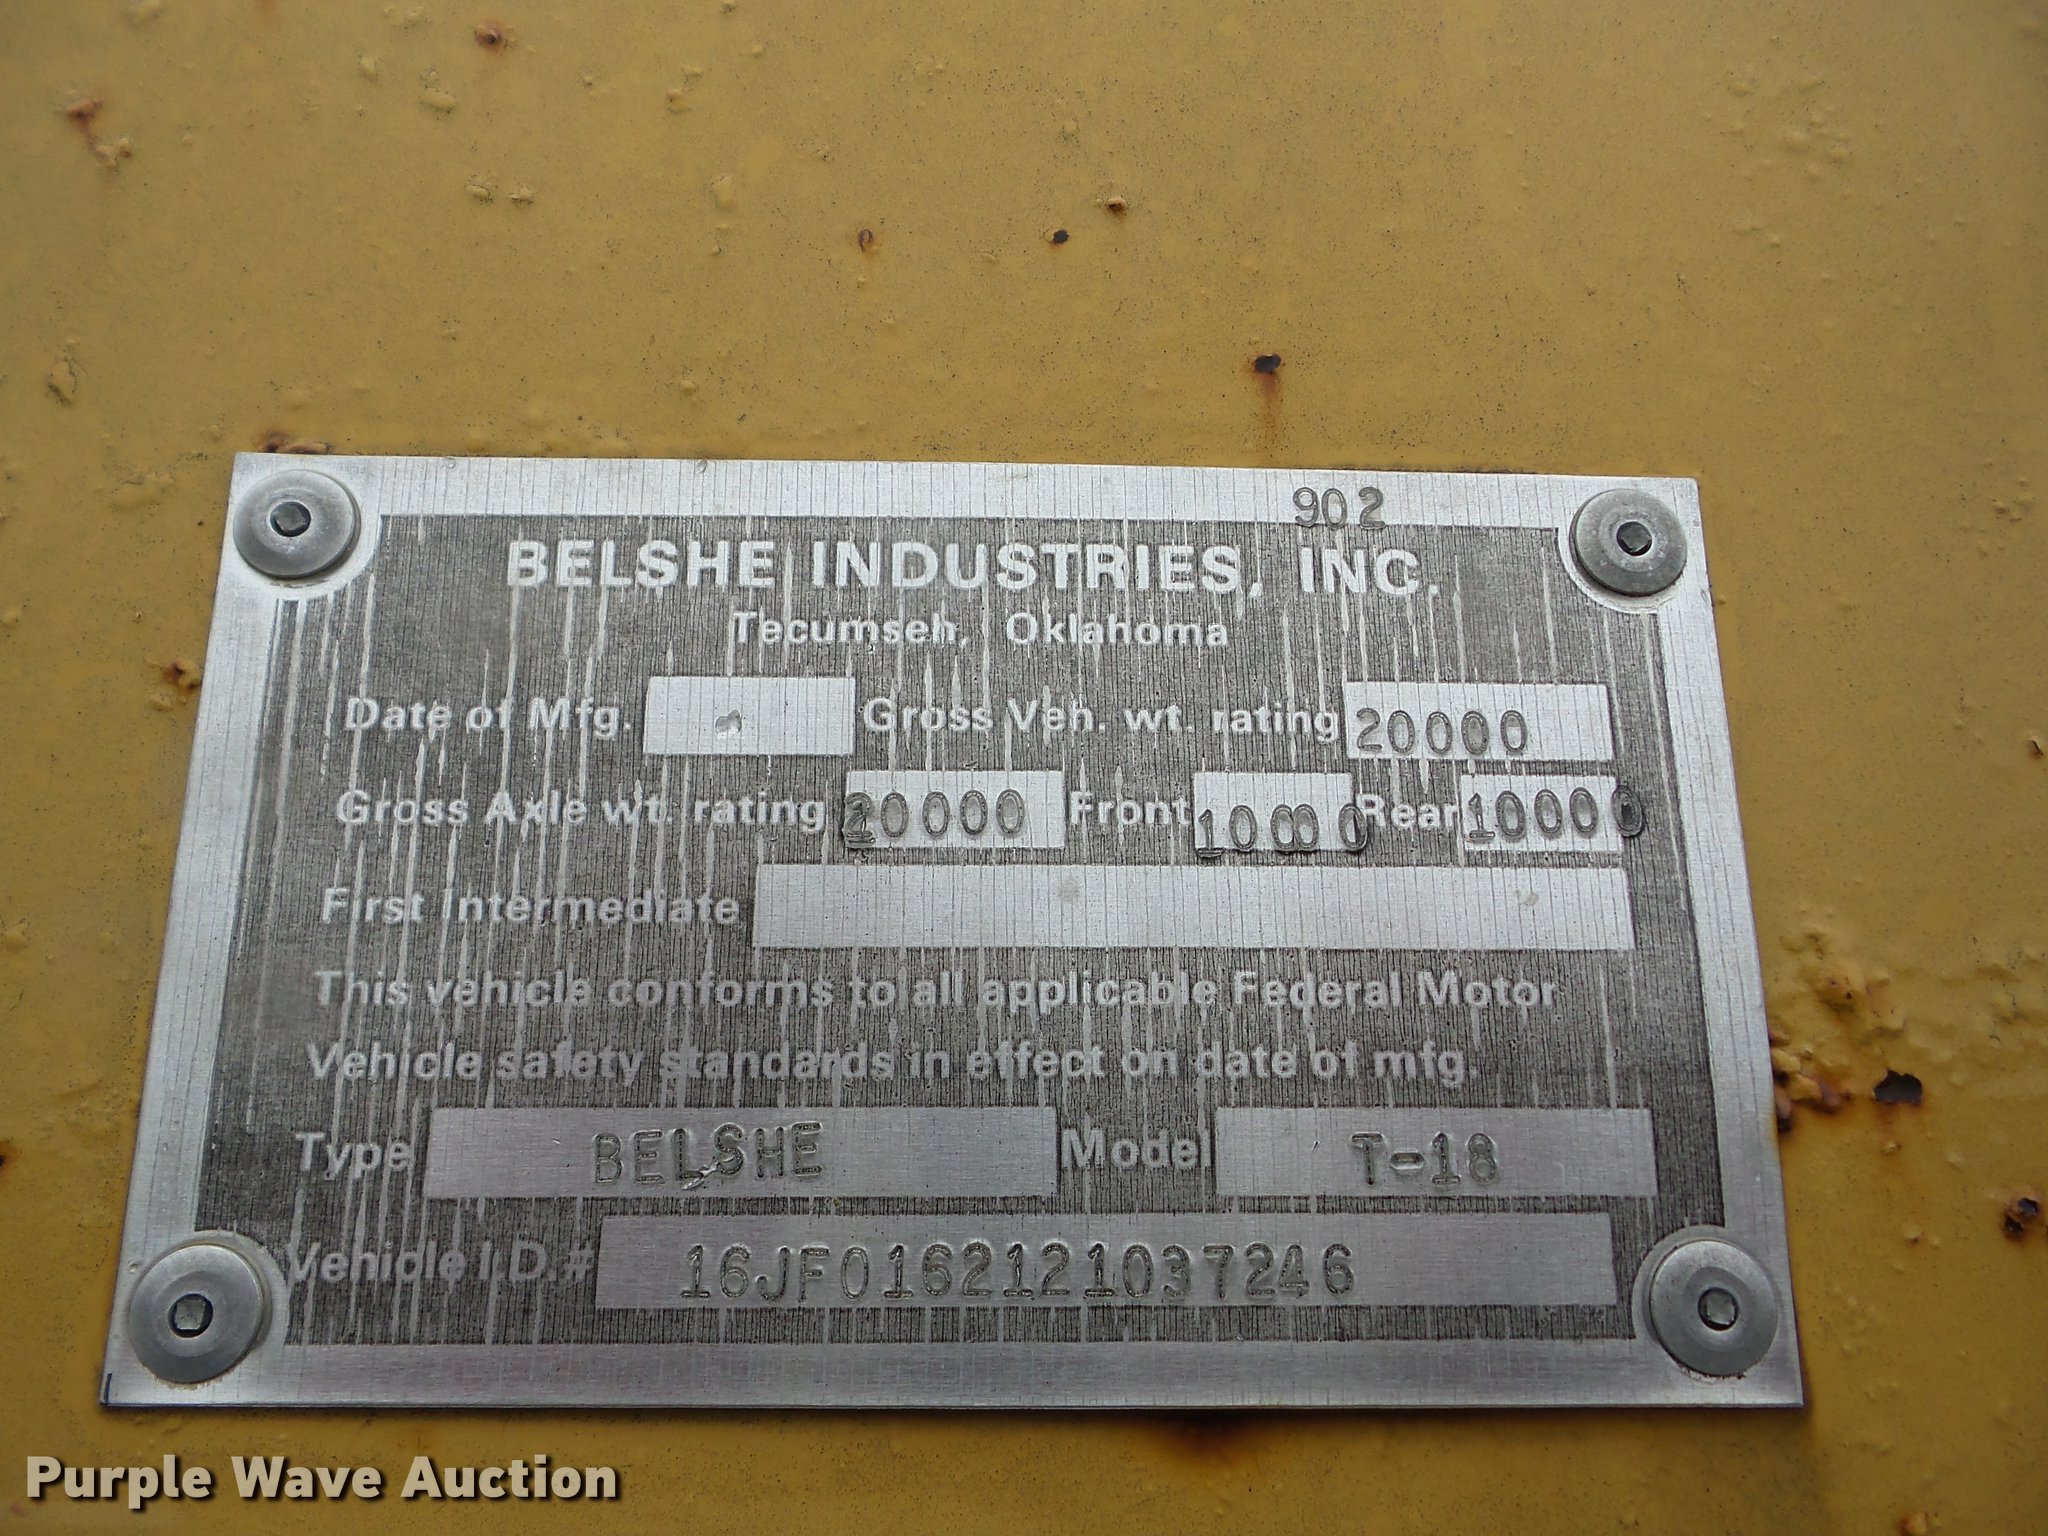 902
BELSHE INDUSTRIES, INC.
Tecumseh, Oklahoma
Date of Mfg. Gross Veh. wt. rating 20000
Gross Axle wt. rating 20000 Front 10000 Rear 10000
First Intermediate
This vehicle conforms to all applicable Federal Motor
Vehicle safety standards in effect on date of mfg.
Type BELSHE Model T-18
Vehicle I.D # 16JF0162121037246
Purple Wave Auction